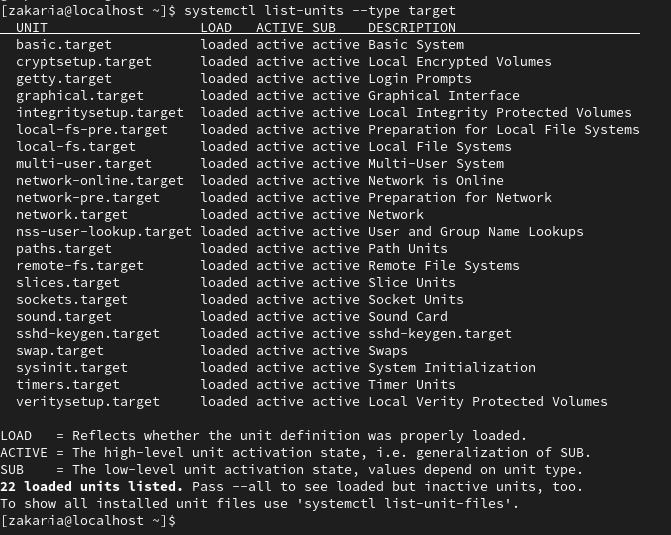 [zakaria@localhost ~]$ systemctl list-units --type target
  UNIT                   LOAD   ACTIVE SUB    DESCRIPTION
  basic.target           loaded active active Basic System
  cryptsetup.target      loaded active active Local Encrypted Volumes
  getty.target           loaded active active Login Prompts
  graphical.target       loaded active active Graphical Interface
  integritysetup.target  loaded active active Local Integrity Protected Volumes
  local-fs-pre.target    loaded active active Preparation for Local File Systems
  local-fs.target        loaded active active Local File Systems
  multi-user.target      loaded active active Multi-User System
  network-online.target  loaded active active Network is Online
  network-pre.target     loaded active active Preparation for Network
  network.target         loaded active active Network
  nss-user-lookup.target loaded active active User and Group Name Lookups
  paths.target           loaded active active Path Units
  remote-fs.target       loaded active active Remote File Systems
  slices.target          loaded active active Slice Units
  sockets.target         loaded active active Socket Units
  sound.target           loaded active active Sound Card
  sshd-keygen.target     loaded active active sshd-keygen.target
  swap.target            loaded active active Swaps
  sysinit.target         loaded active active System Initialization
  timers.target          loaded active active Timer Units
  veritysetup.target     loaded active active Local Verity Protected Volumes

LOAD   = Reflects whether the unit definition was properly loaded.
ACTIVE = The high-level unit activation state, i.e. generalization of SUB.
SUB    = The low-level unit activation state, values depend on unit type.
22 loaded units listed. Pass --all to see loaded but inactive units, too.
To show all installed unit files use 'systemctl list-unit-files'.
[zakaria@localhost ~]$